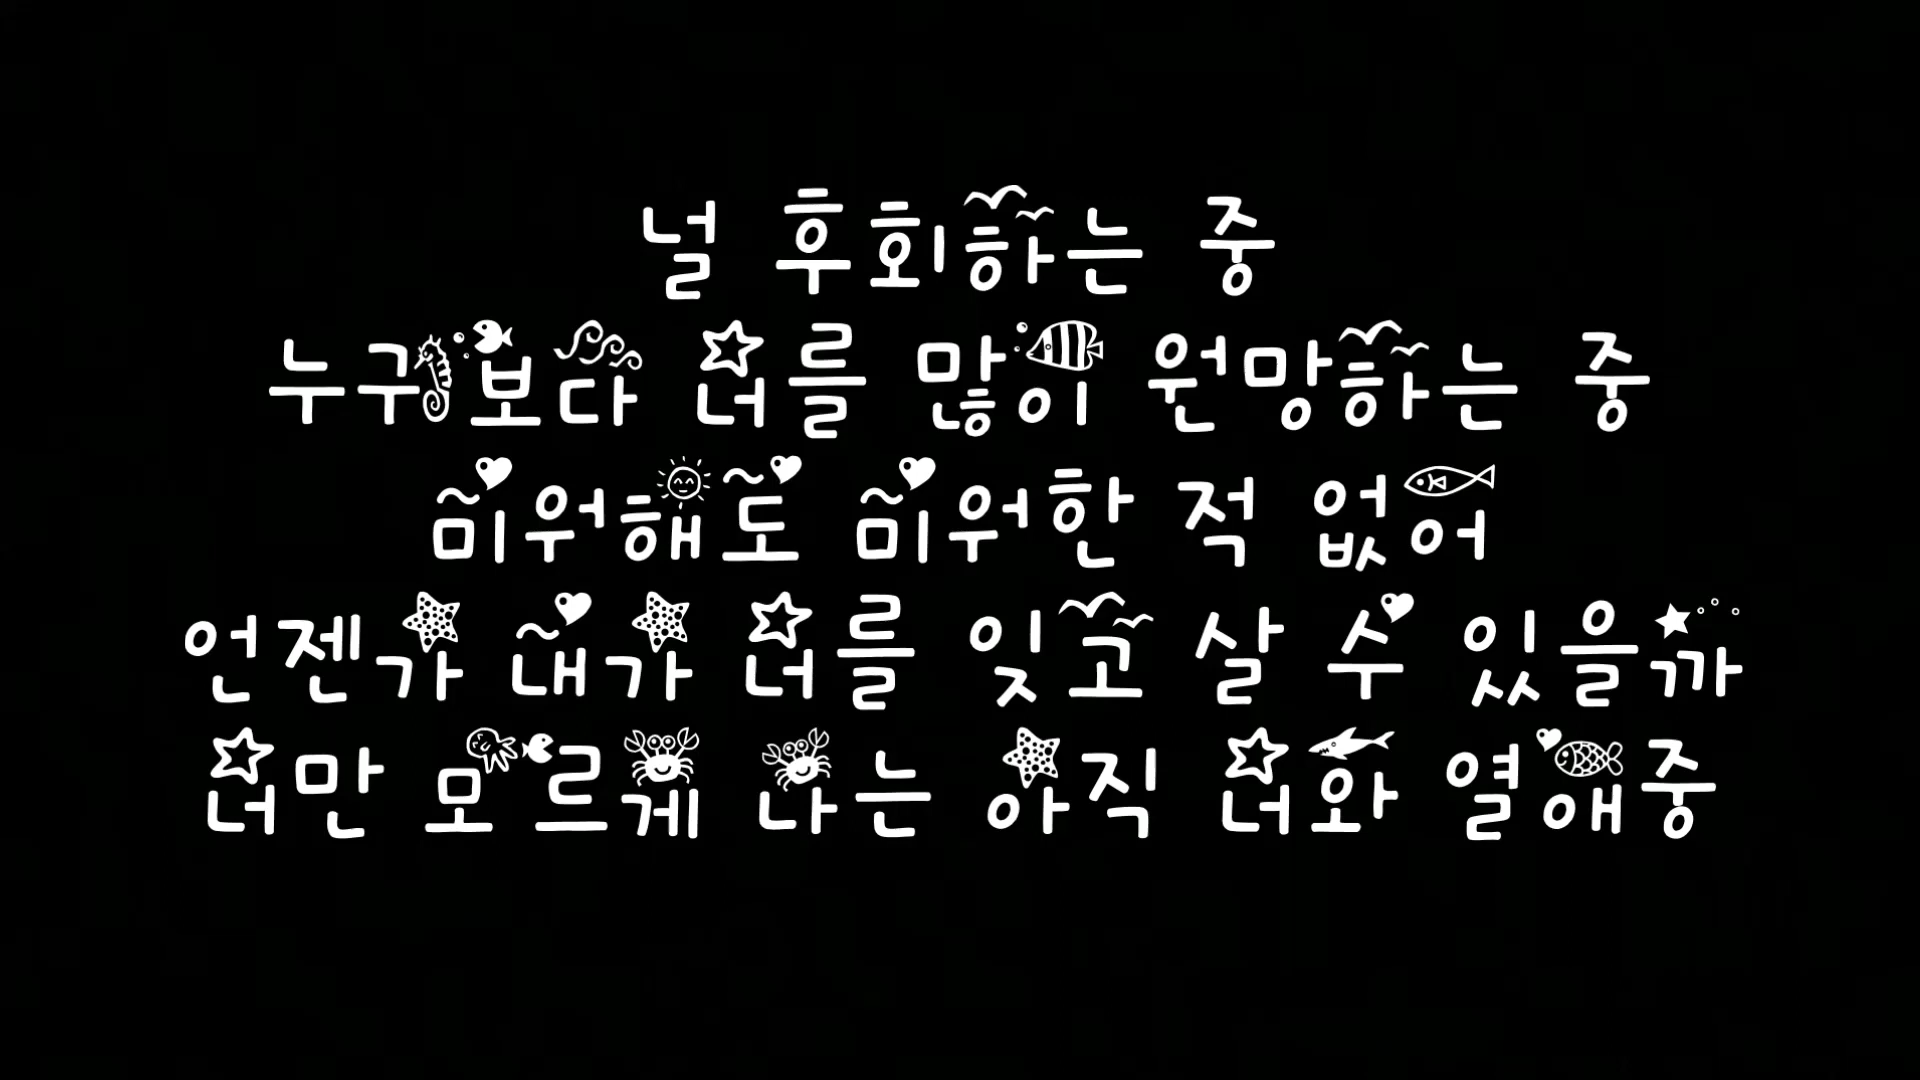 널 후회하는 중
누구보다 너를 많이 원망하는 중
미워해도 미워한 적 없어
언젠가 내가 너를 잊고 살 수 있을까
너만 모르게 나는 아직 너와 열애중